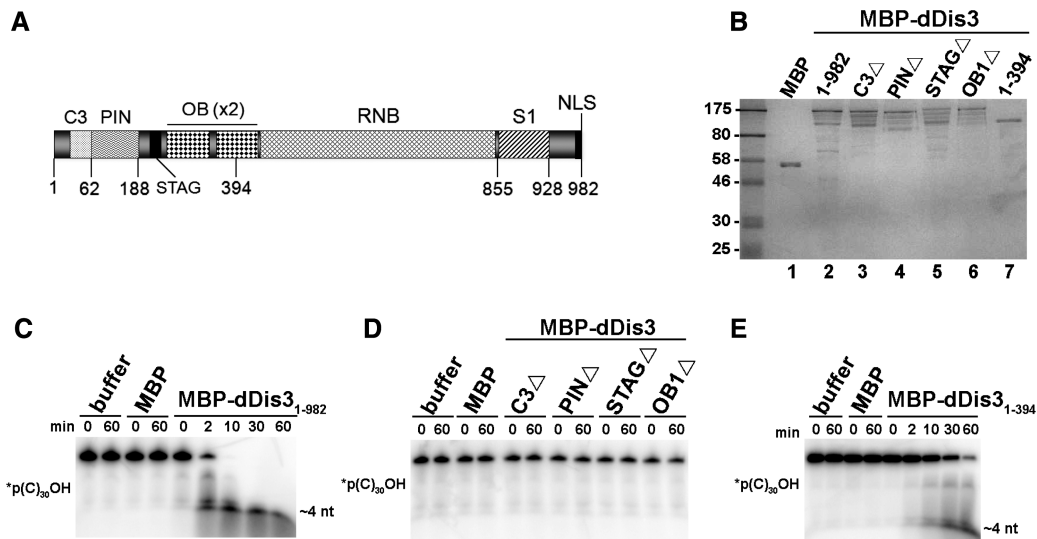 A
C3 PIN OB (x2) RNB S1 NLS
1 62 188 STAG 394 855 928 982
B
MBP-dDis3
MBP 1-982 C3△ PIN△ STAG△ OB1△ 1-394
175
80
58
46
30
25
1 2 3 4 5 6 7
C
buffer MBP MBP-dDis3₁₋₉₈₂
min 0 60 0 60 0 2 10 30 60
*p(C)₃₀OH
~4 nt
D
MBP-dDis3
buffer MBP C3△ PIN△ STAG△ OB1△
0 60 0 60 0 60 0 60 0 60 0 60
*p(C)₃₀OH
E
buffer MBP MBP-dDis3₁₋₃₉₄
min 0 60 0 60 0 2 10 30 60
*p(C)₃₀OH
~4 nt